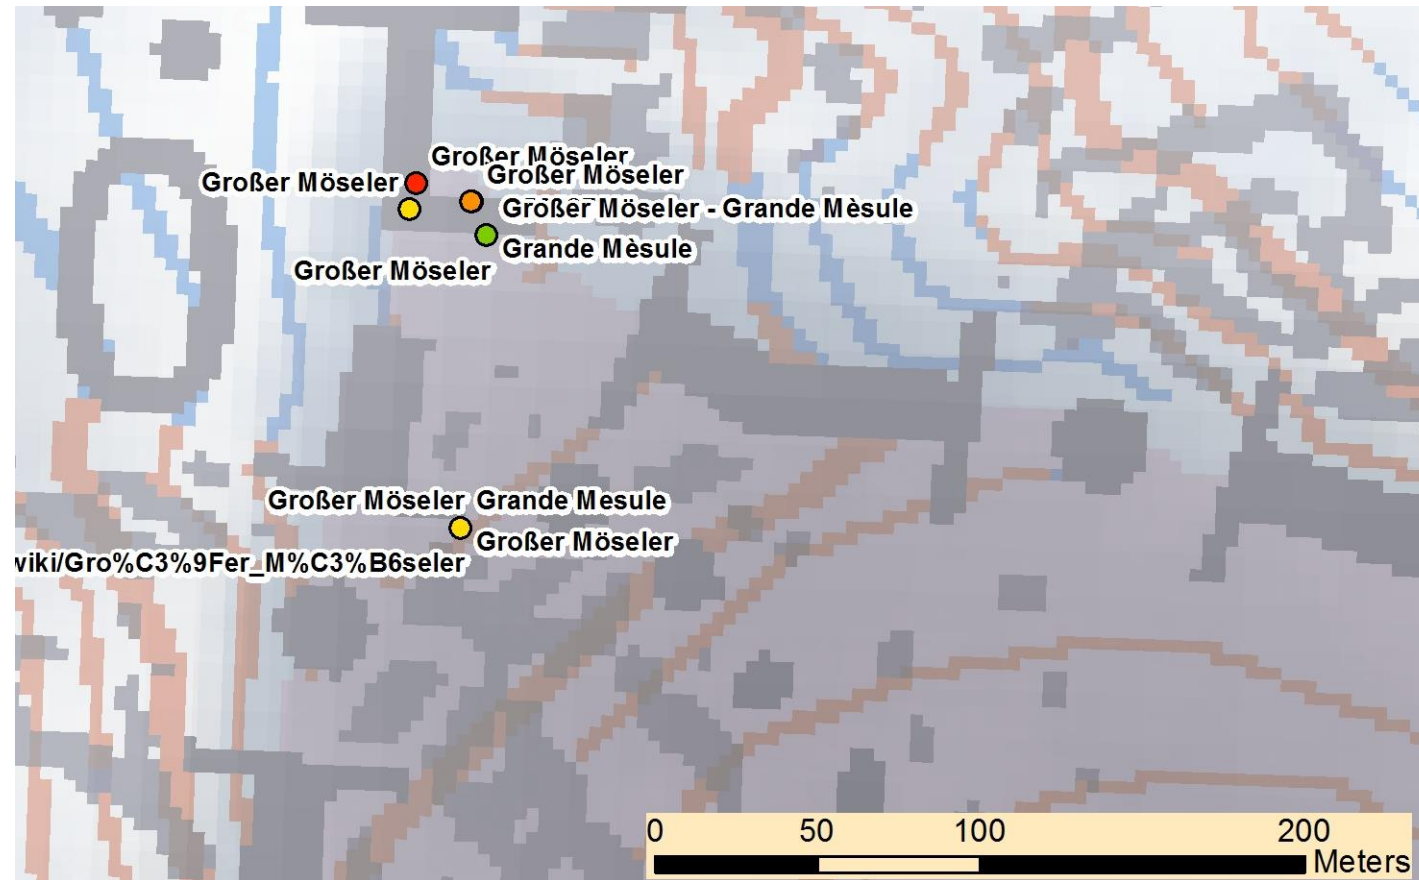 Großer Möseler
Großer Möseler
Großer Möseler
Großer Möseler - Grande Mèsule
Grande Mèsule
Großer Möseler
Großer Möseler Grande Mesule
Großer Möseler
wiki/Gro%C3%9Fer_M%C3%B6seler
0 50 100 200
Meters